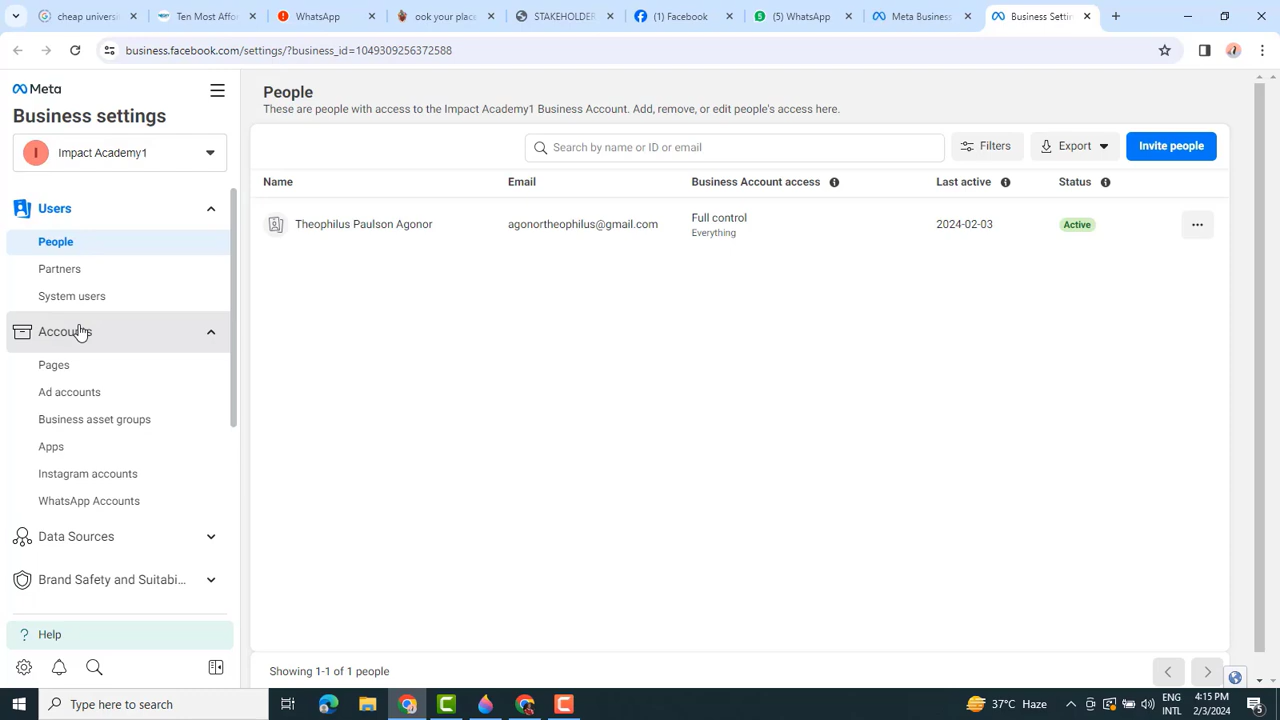 cheap univers
Ten Most Affo
WhatsApp
ook your place
STAKEHOLDER
(1) Facebook
(5) WhatsApp
Meta Business
Business Setti
business.facebook.com/settings/?business_id=1049309256372588
Meta
Business settings
I Impact Academy1
Users
People
Partners
System users
Accounts
Pages
Ad accounts
Business asset groups
Apps
Instagram accounts
WhatsApp Accounts
Data Sources
Brand Safety and Suitabi...
? Help
People
These are people with access to the Impact Academy1 Business Account. Add, remove, or edit people's access here.
Search by name or ID or email
Filters
Export
Invite people
Name Email Business Account access Last active Status
Theophilus Paulson Agonor agonortheophilus@gmail.com Full control 2024-02-03 Active
Everything
Showing 1-1 of 1 people
Type here to search
37°C Haze
ENG
INTL
4:15 PM
2/3/2024
5